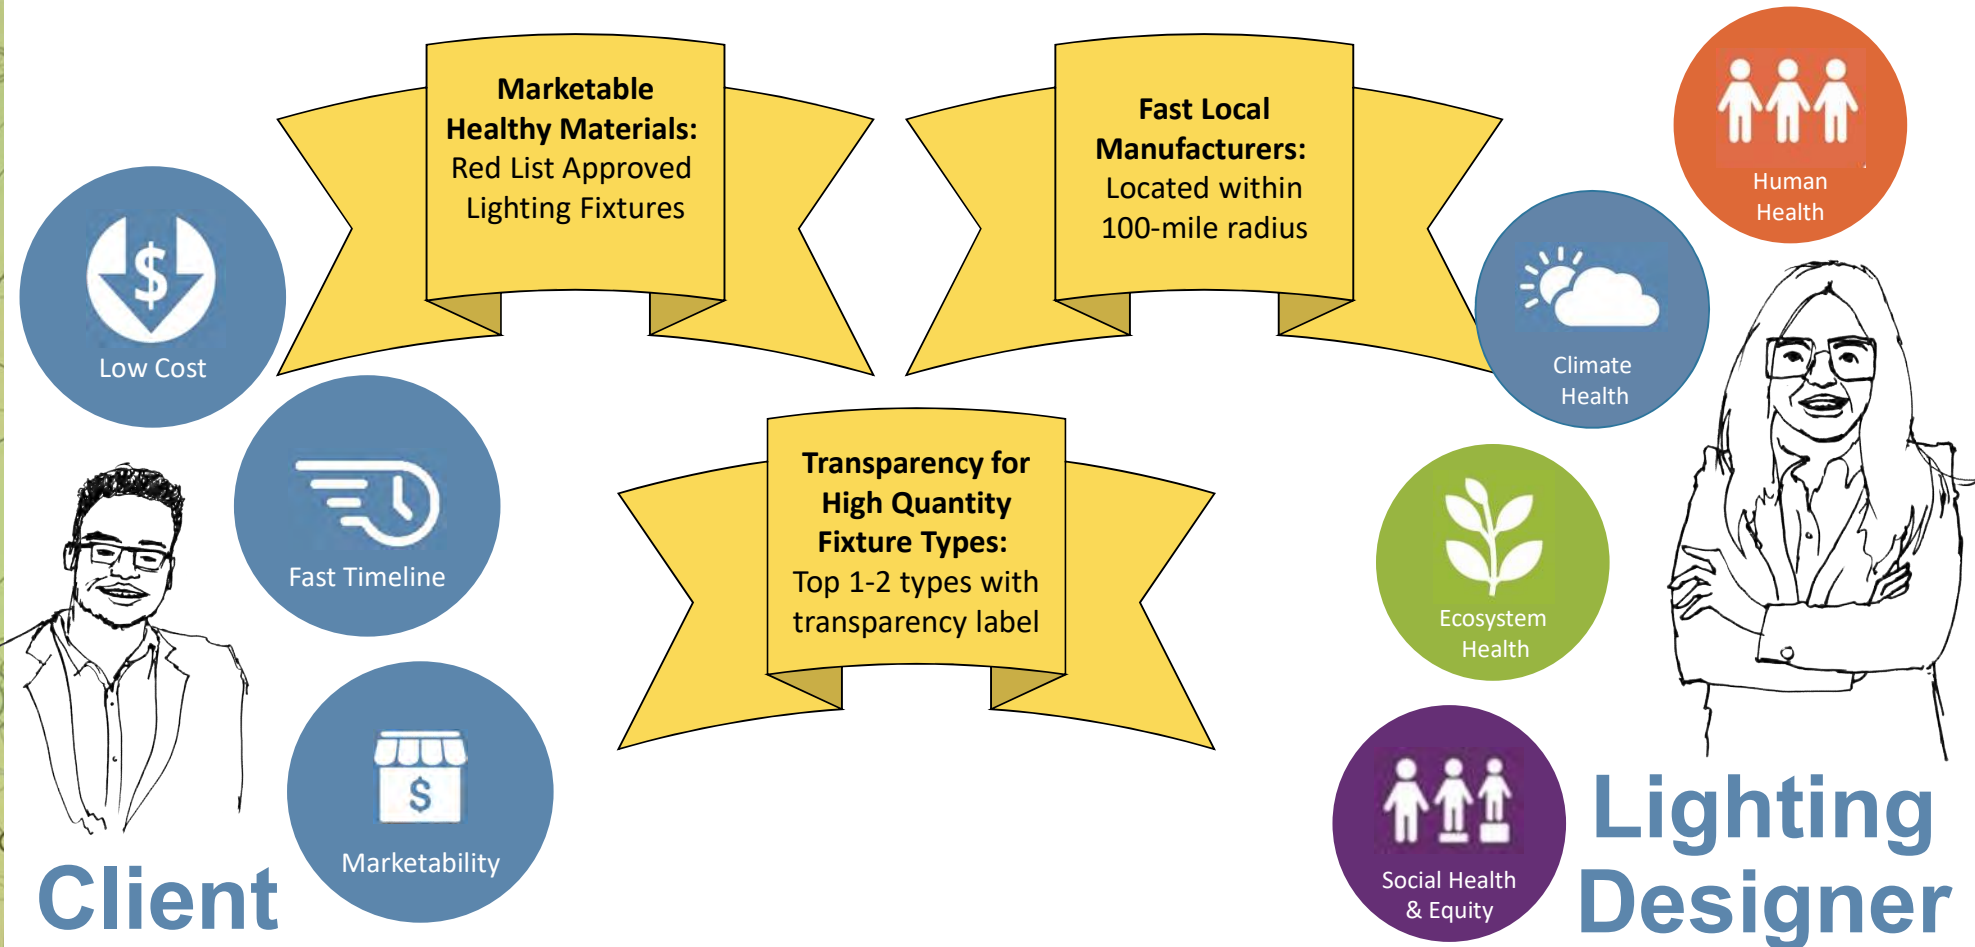 Marketable
Healthy Materials:
Red List Approved
Lighting Fixtures
Fast Local
Manufacturers:
Located within
100-mile radius
Transparency for
High Quantity
Fixture Types:
Top 1-2 types with
transparency label
$
Low Cost
Fast Timeline
$
Marketability
Client
Human
Health
Climate
Health
Ecosystem
Health
Social Health
& Equity
Lighting
Designer